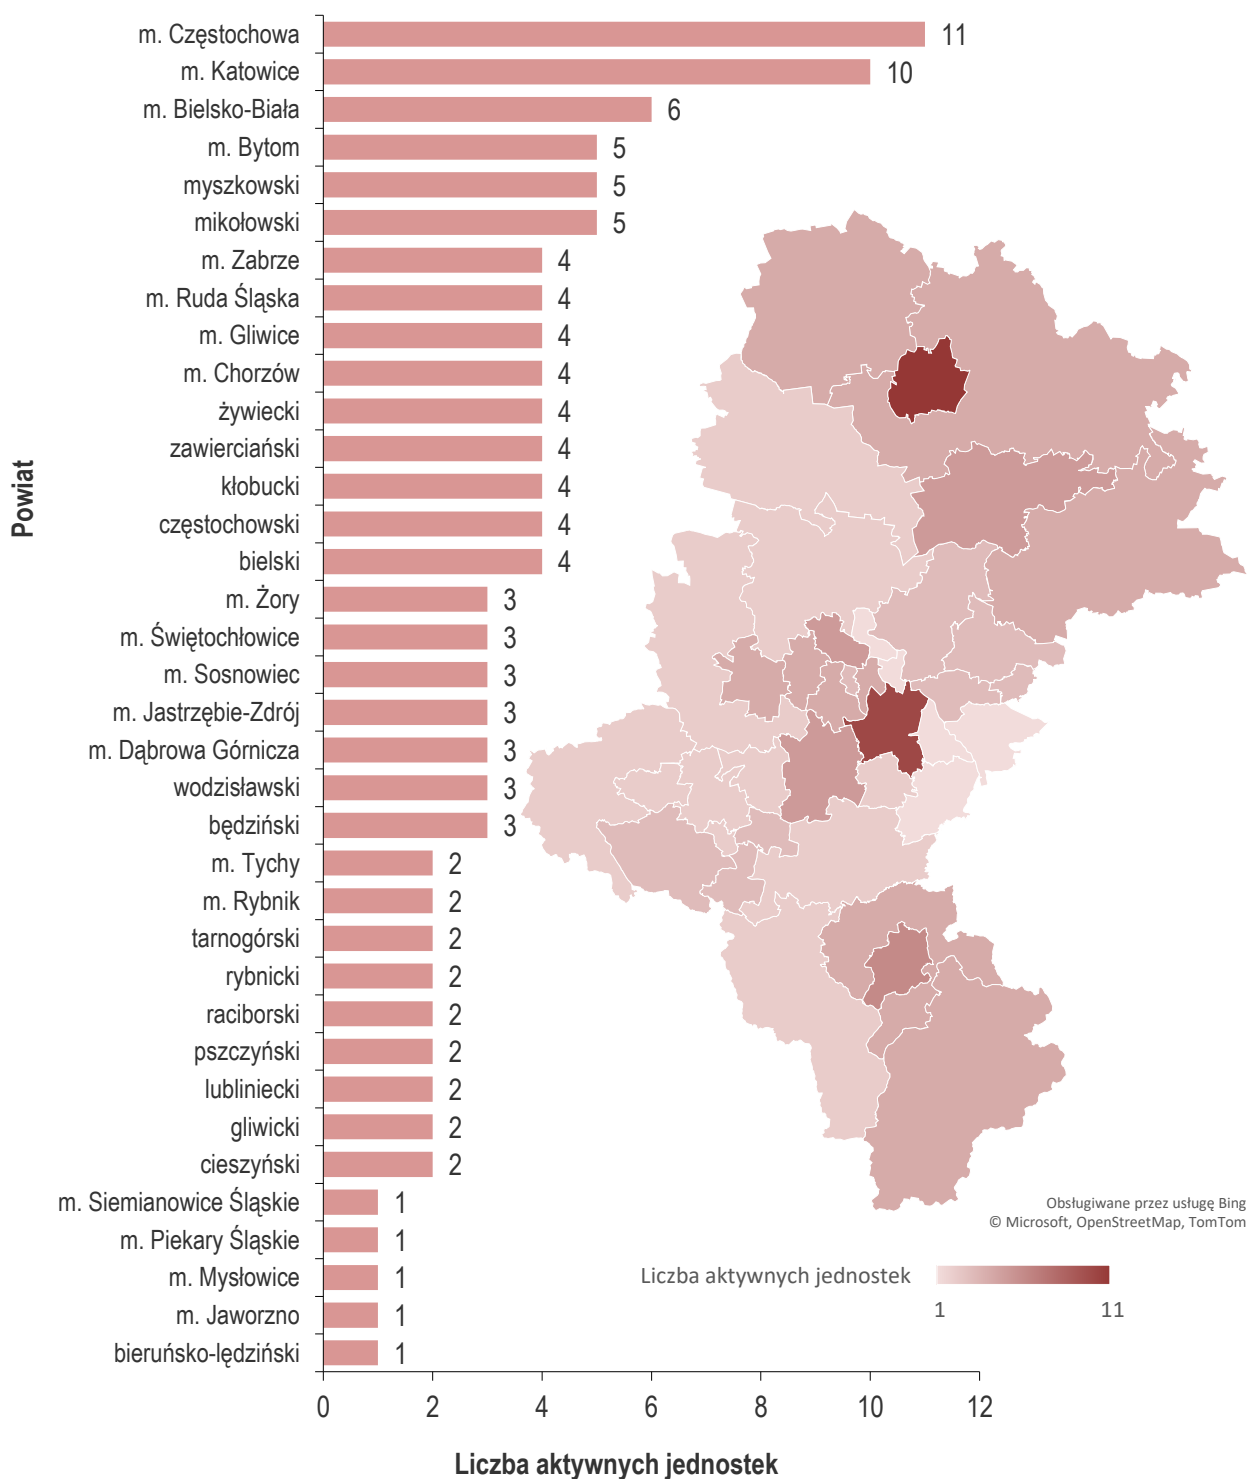 m. Częstochowa 11
m. Katowice 10
m. Bielsko-Biała 6
m. Bytom 5
myszkowski 5
mikołowski 5
m. Zabrze 4
m. Ruda Śląska 4
m. Gliwice 4
m. Chorzów 4
żywiecki 4
zawierciański 4
kłobucki 4
częstochowski 4
bielski 4
m. Żory 3
m. Świętochłowice 3
m. Sosnowiec 3
m. Jastrzębie-Zdrój 3
m. Dąbrowa Górnicza 3
wodzisławski 3
będziński 3
m. Tychy 2
m. Rybnik 2
tarnogórski 2
rybnicki 2
raciborski 2
pszczyński 2
lubliniecki 2
gliwicki 2
cieszyński 2
m. Siemianowice Śląskie 1
m. Piekary Śląskie 1
m. Mysłowice 1
m. Jaworzno 1
bieruńsko-lędziński 1
Powiat
0 2 4 6 8 10 12
Liczba aktywnych jednostek
Obsługiwane przez usługę Bing
© Microsoft, OpenStreetMap, TomTom
Liczba aktywnych jednostek
1 11